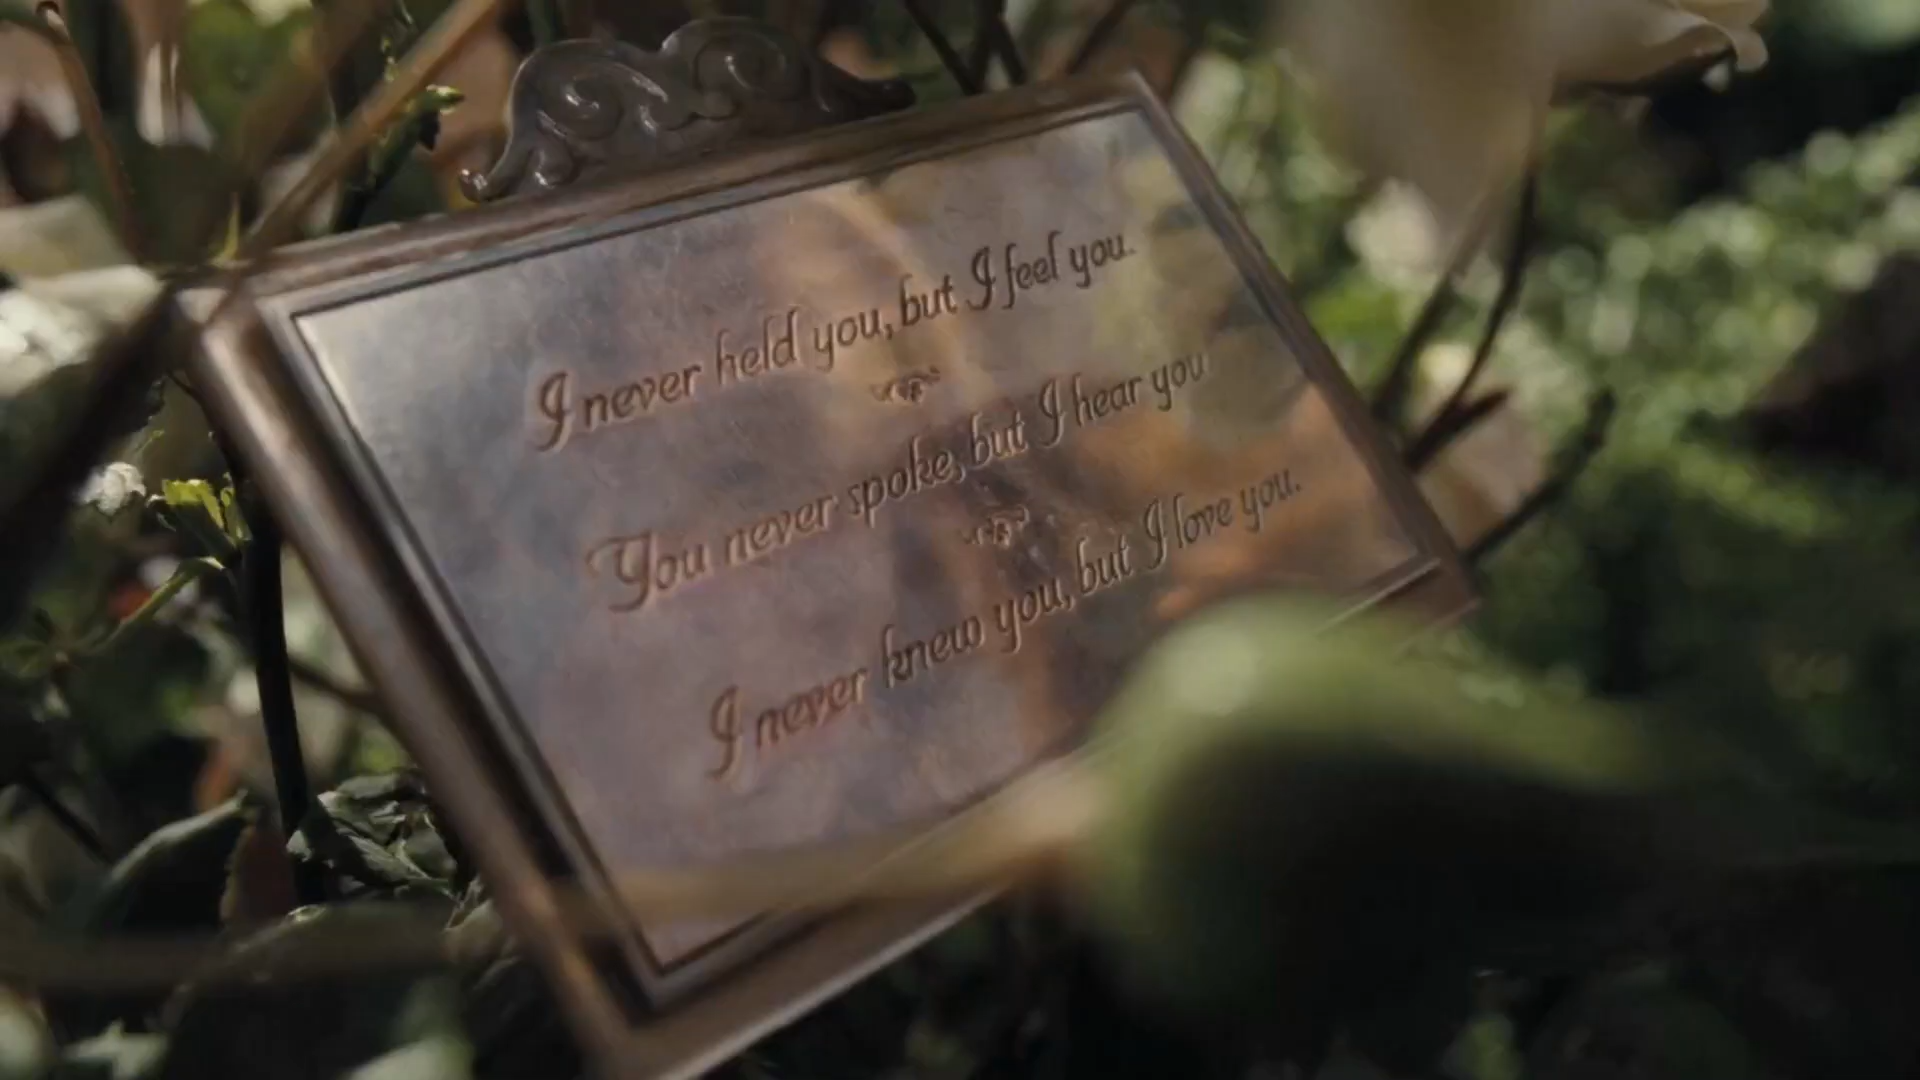 I never held you, but I feel you.
You never spoke, but I hear you
I never knew you, but I love you.